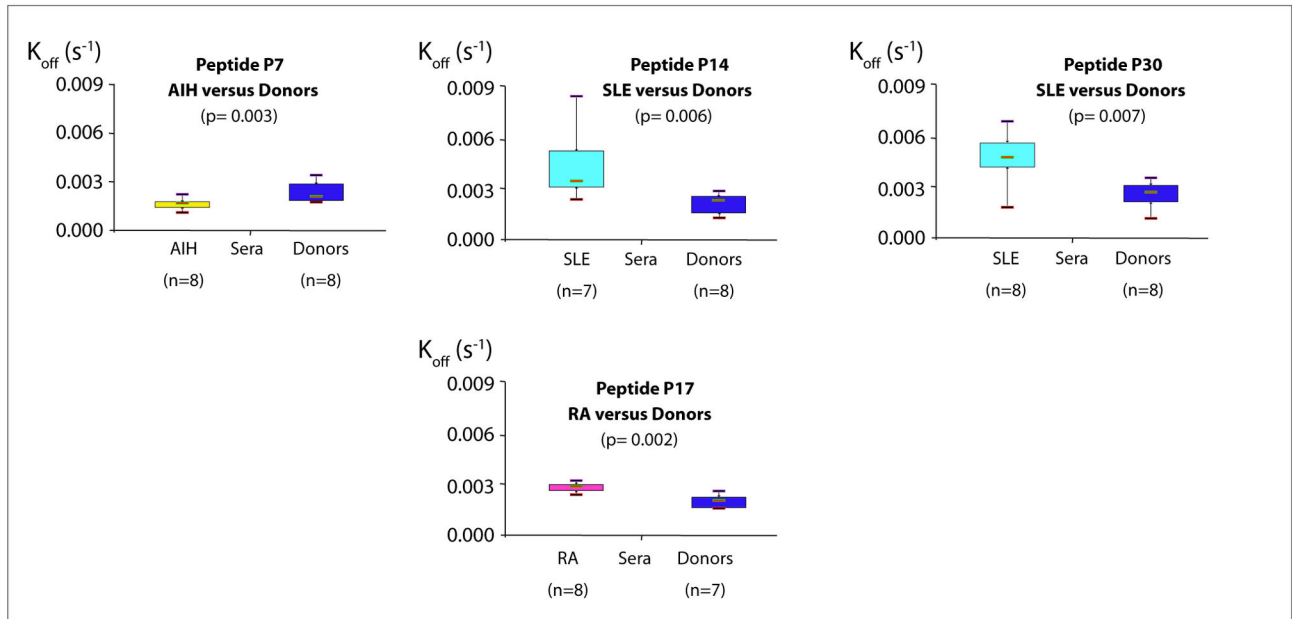 K_off (s⁻¹)
Peptide P7
AIH versus Donors
(p= 0.003)
0.009
0.006
0.003
0.000
AIH Sera Donors
(n=8) (n=8)
K_off (s⁻¹)
Peptide P14
SLE versus Donors
(p= 0.006)
0.009
0.006
0.003
0.000
SLE Sera Donors
(n=7) (n=8)
K_off (s⁻¹)
Peptide P30
SLE versus Donors
(p= 0.007)
0.009
0.006
0.003
0.000
SLE Sera Donors
(n=8) (n=8)
K_off (s⁻¹)
Peptide P17
RA versus Donors
(p= 0.002)
0.009
0.006
0.003
0.000
RA Sera Donors
(n=8) (n=7)